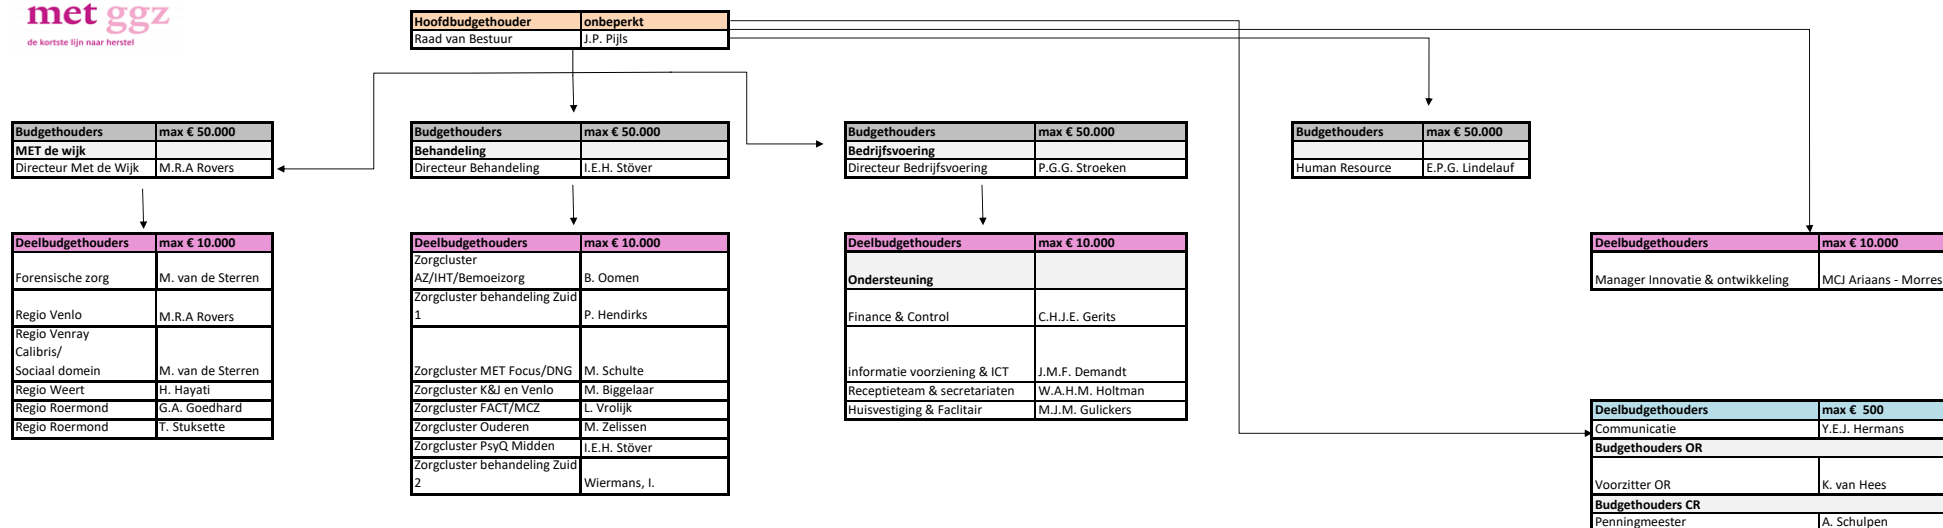 met ggz
de kortste lijn naar herstel
Hoofdbudgethouder onbeperkt
Raad van Bestuur J.P. Pijls
Budgethouders max € 50.000
MET de wijk
Directeur Met de Wijk M.R.A Rovers
Budgethouders max € 50.000
Behandeling
Directeur Behandeling I.E.H. Stöver
Budgethouders max € 50.000
Bedrijfsvoering
Directeur Bedrijfsvoering P.G.G. Stroeken
Budgethouders max € 50.000
Human Resource E.P.G. Lindelauf
Deelbudgethouders max € 10.000
Forensische zorg M. van de Sterren
Regio Venlo M.R.A Rovers
Regio Venray
Calibris/
Sociaal domein M. van de Sterren
Regio Weert H. Hayati
Regio Roermond G.A. Goedhard
Regio Roermond T. Stuksette
Deelbudgethouders max € 10.000
Zorgcluster
AZ/IHT/Bemoeizorg B. Oomen
Zorgcluster behandeling Zuid
1 P. Hendirks
Zorgcluster MET Focus/DNG M. Schulte
Zorgcluster K&J en Venlo M. Biggelaar
Zorgcluster FACT/MCZ L. Vrolijk
Zorgcluster Ouderen M. Zelissen
Zorgcluster PsyQ Midden I.E.H. Stöver
Zorgcluster behandeling Zuid
2 Wiermans, I.
Deelbudgethouders max € 10.000
Ondersteuning
Finance & Control C.H.J.E. Gerits
informatie voorziening & ICT J.M.F. Demandt
Receptieteam & secretariaten W.A.H.M. Holtman
Huisvestiging & Faclitair M.J.M. Gulickers
Deelbudgethouders max € 10.000
Manager Innovatie & ontwikkeling MCJ Ariaans - Morres
Deelbudgethouders max € 500
Communicatie Y.E.J. Hermans
Budgethouders OR
Voorzitter OR K. van Hees
Budgethouders CR
Penningmeester A. Schulpen